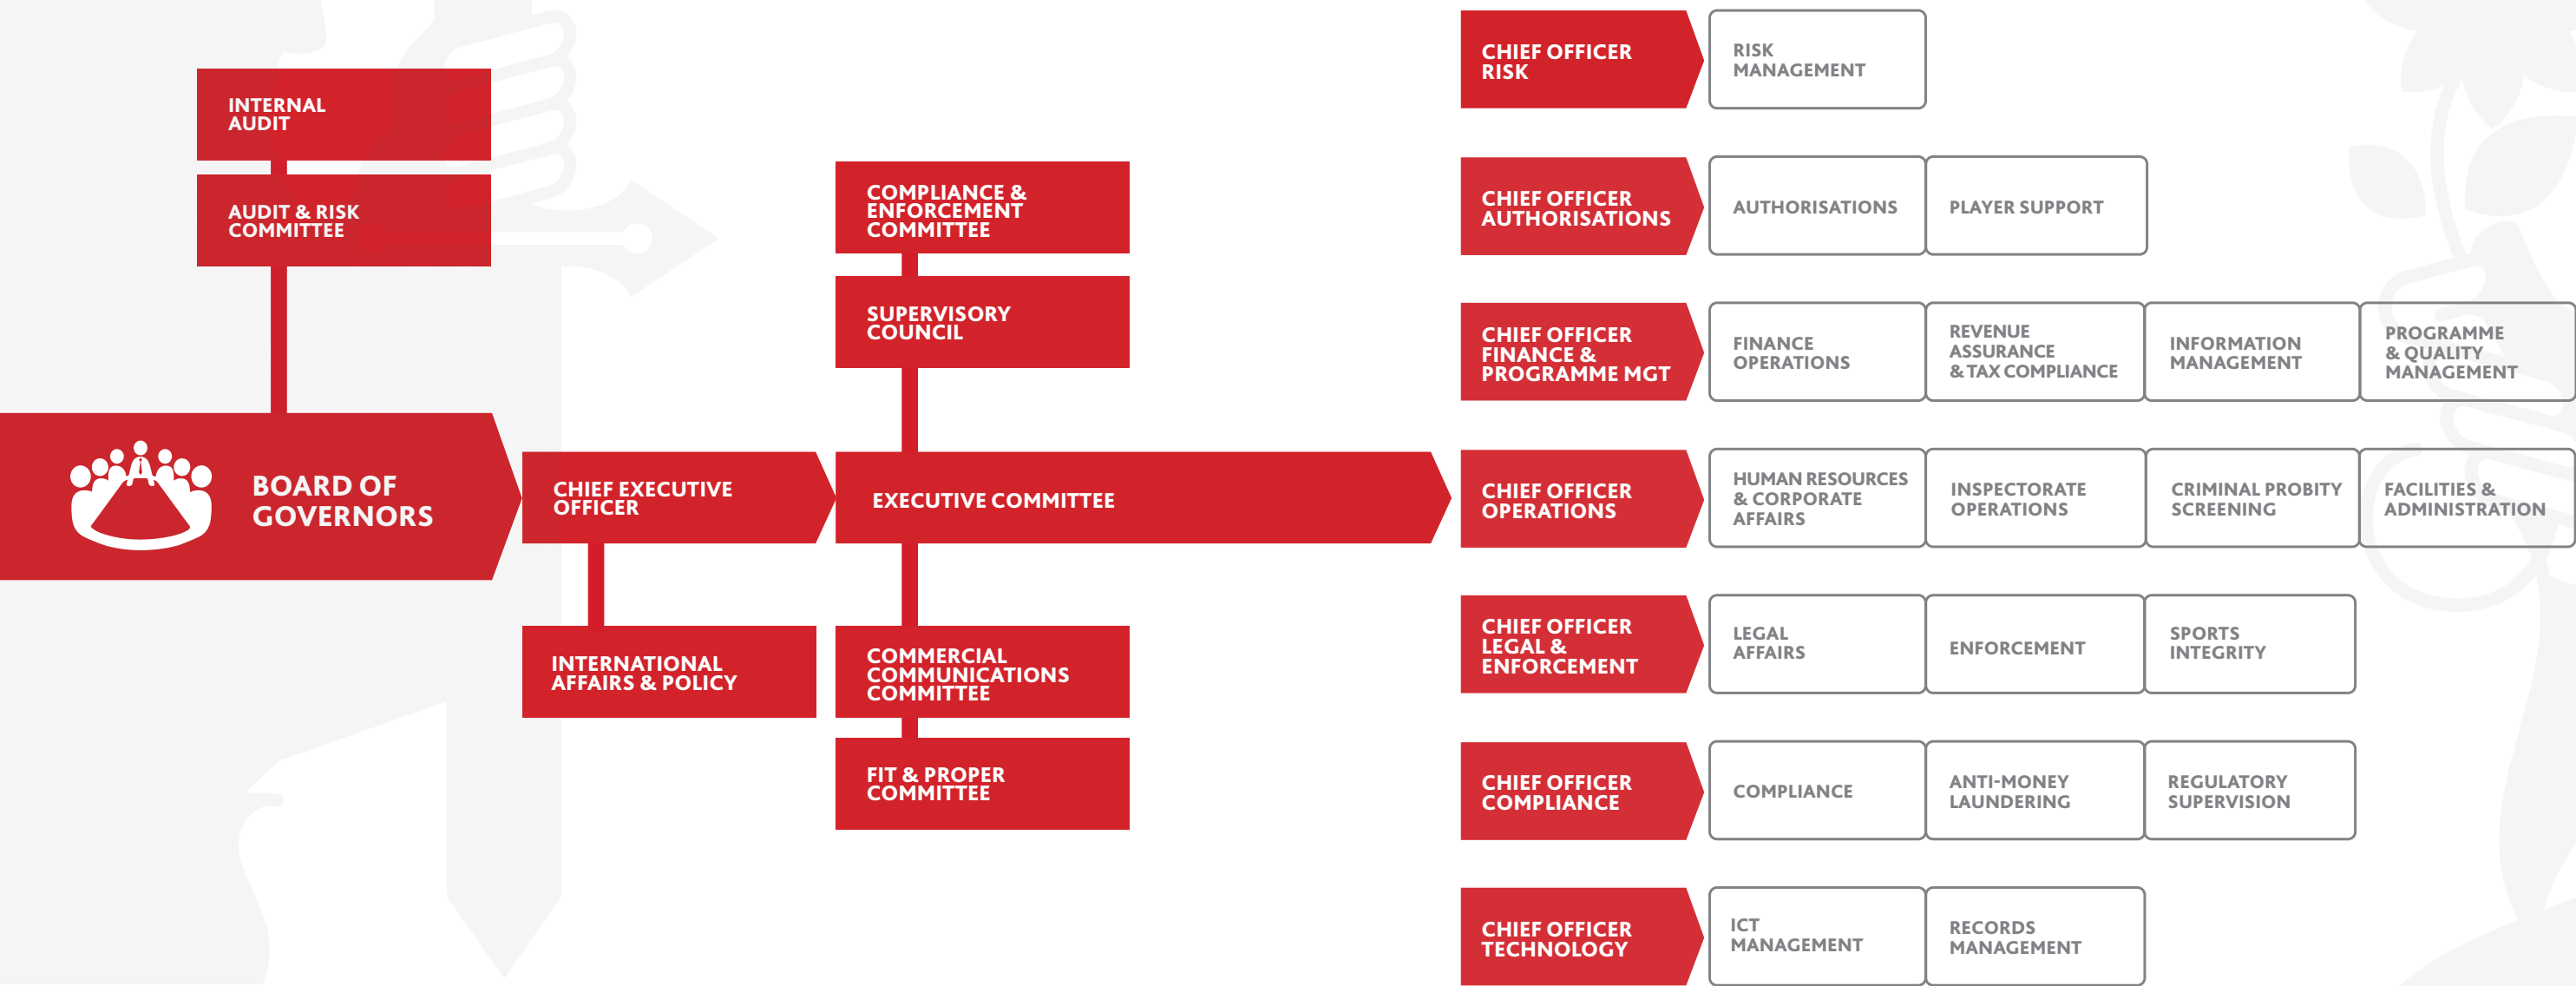 INTERNAL
AUDIT
AUDIT & RISK
COMMITTEE
BOARD OF
GOVERNORS
CHIEF EXECUTIVE
OFFICER
INTERNATIONAL
AFFAIRS & POLICY
COMPLIANCE &
ENFORCEMENT
COMMITTEE
SUPERVISORY
COUNCIL
EXECUTIVE COMMITTEE
COMMERCIAL
COMMUNICATIONS
COMMITTEE
FIT & PROPER
COMMITTEE
CHIEF OFFICER
RISK
RISK
MANAGEMENT
CHIEF OFFICER
AUTHORISATIONS
AUTHORISATIONS
PLAYER SUPPORT
CHIEF OFFICER
FINANCE &
PROGRAMME MGT
FINANCE
OPERATIONS
REVENUE
ASSURANCE
& TAX COMPLIANCE
INFORMATION
MANAGEMENT
PROGRAMME
& QUALITY
MANAGEMENT
CHIEF OFFICER
OPERATIONS
HUMAN RESOURCES
& CORPORATE
AFFAIRS
INSPECTORATE
OPERATIONS
CRIMINAL PROBITY
SCREENING
FACILITIES &
ADMINISTRATION
CHIEF OFFICER
LEGAL &
ENFORCEMENT
LEGAL
AFFAIRS
ENFORCEMENT
SPORTS
INTEGRITY
CHIEF OFFICER
COMPLIANCE
COMPLIANCE
ANTI-MONEY
LAUNDERING
REGULATORY
SUPERVISION
CHIEF OFFICER
TECHNOLOGY
ICT
MANAGEMENT
RECORDS
MANAGEMENT